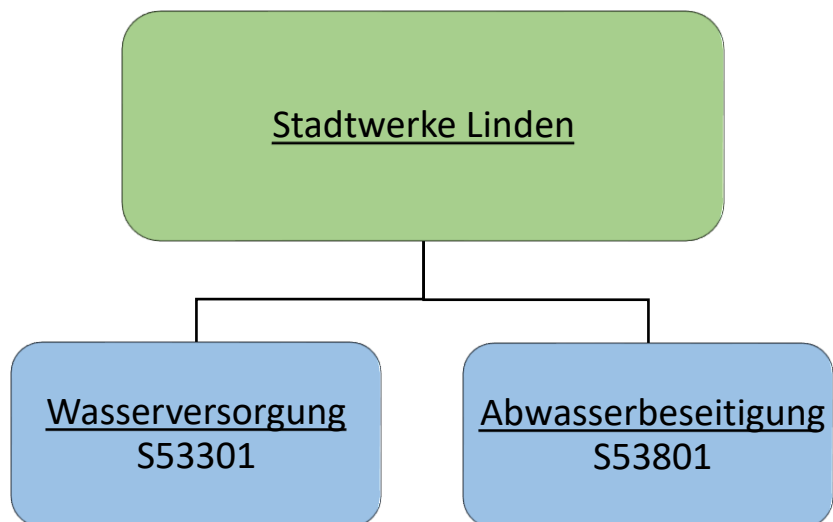 Stadtwerke Linden
Wasserversorgung
S53301
Abwasserbeseitigung
S53801